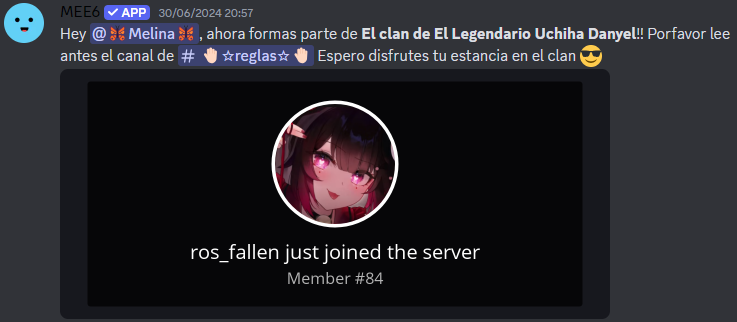 MEE6 ✓ APP 30/06/2024 20:57
Hey @🎀Melina🎀, ahora formas parte de El clan de El Legendario Uchiha Danyel!! Porfavor lee
antes el canal de # 🤚🏻☆reglas☆🤚🏻 Espero disfrutes tu estancia en el clan 😎
ros_fallen just joined the server
Member #84